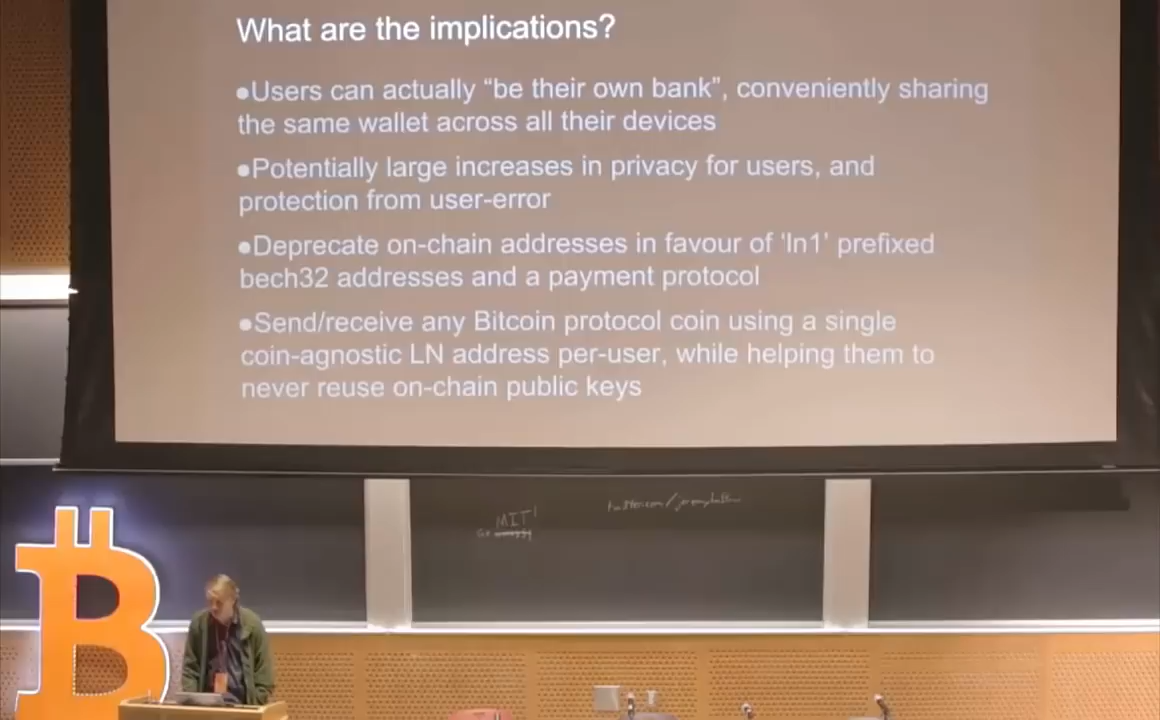 What are the implications?
●Users can actually “be their own bank”, conveniently sharing
the same wallet across all their devices
●Potentially large increases in privacy for users, and
protection from user-error
●Deprecate on-chain addresses in favour of ‘ln1’ prefixed
bech32 addresses and a payment protocol
●Send/receive any Bitcoin protocol coin using a single
coin-agnostic LN address per-user, while helping them to
never reuse on-chain public keys
MIT!